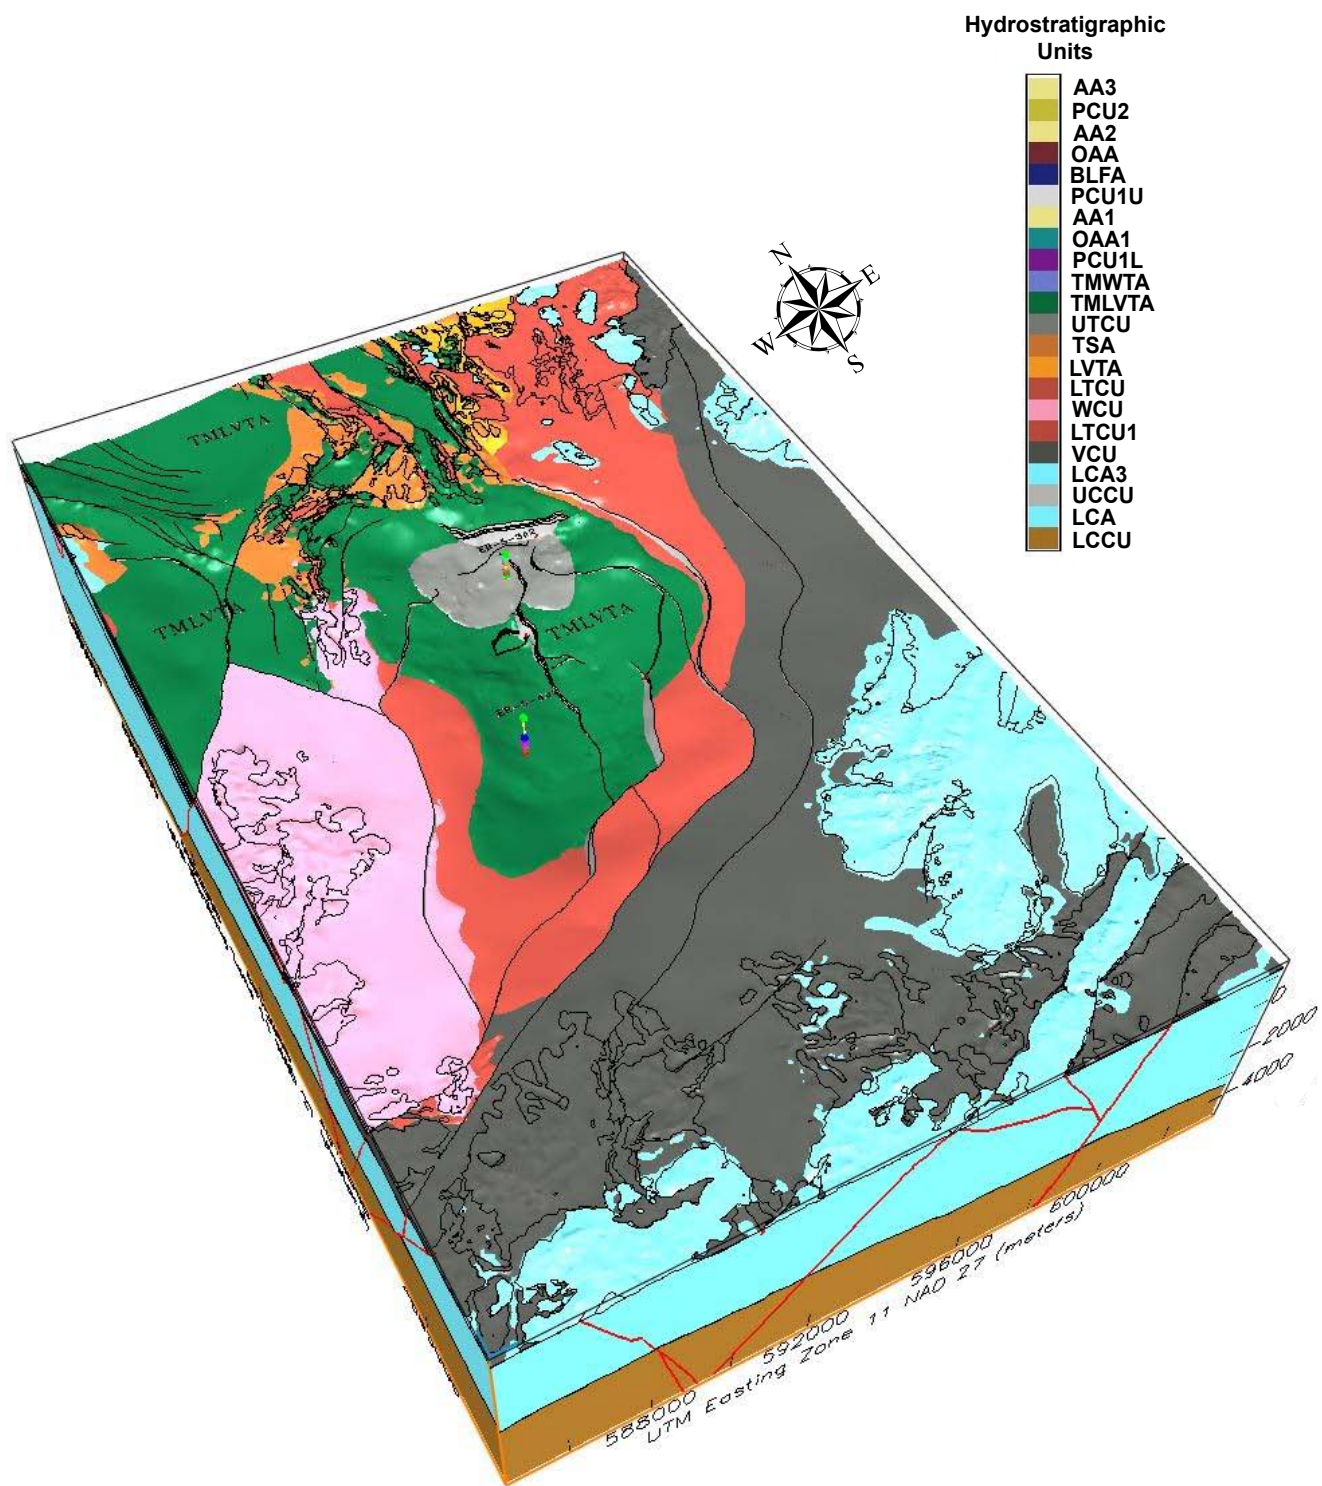 Hydrostratigraphic
Units
AA3
PCU2
AA2
OAA
BLFA
PCU1U
AA1
OAA1
PCU1L
TMWTA
TMLVTA
UTCU
TSA
LVTA
LTCU
WCU
LTCU1
VCU
LCA3
UCCU
LCA
LCCU
N
E
W
S
TMLVTA
TMLVTA
TMLVTA
0
2000
4000
600000
596000
592000
588000
UTM Easting Zone 11 NAD 27 (meters)